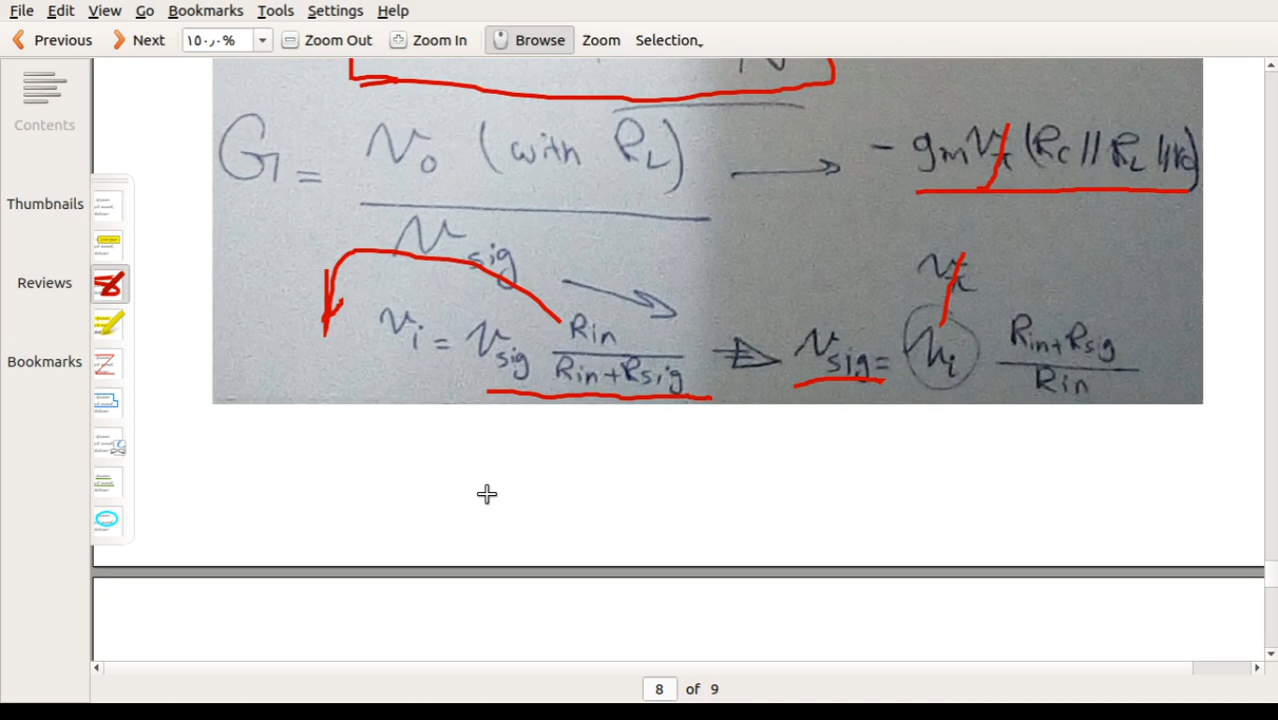 File Edit View Go Bookmarks Tools Settings Help
Previous Next ١٥٠٫٠% Zoom Out Zoom In Browse Zoom Selection
Contents
Thumbnails
Reviews
Bookmarks
G = vo (with RL) / vsig → - gm vπ (RC // RL // ro)
vπ
vi = vsig Rin / Rin+Rsig ⇒ vsig = vi Rin+Rsig / Rin
8 of 9